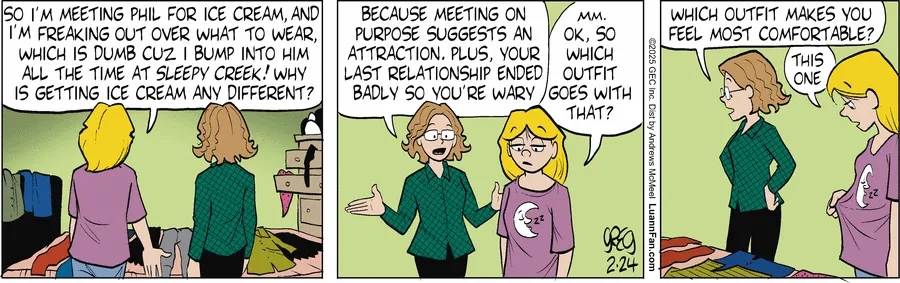 SO I'M MEETING PHIL FOR ICE CREAM, AND
I'M FREAKING OUT OVER WHAT TO WEAR,
WHICH IS DUMB CUZ I BUMP INTO HIM
ALL THE TIME AT SLEEPY CREEK! WHY
IS GETTING ICE CREAM ANY DIFFERENT?
BECAUSE MEETING ON
PURPOSE SUGGESTS AN
ATTRACTION. PLUS, YOUR
LAST RELATIONSHIP ENDED
BADLY SO YOU'RE WARY
MM.
OK, SO
WHICH
OUTFIT
GOES WITH
THAT?
zz
GREG
2-24
©2025 GEC Inc. Dist by Andrews McMeel
LuannFan.com
WHICH OUTFIT MAKES YOU
FEEL MOST COMFORTABLE?
THIS
ONE
zz